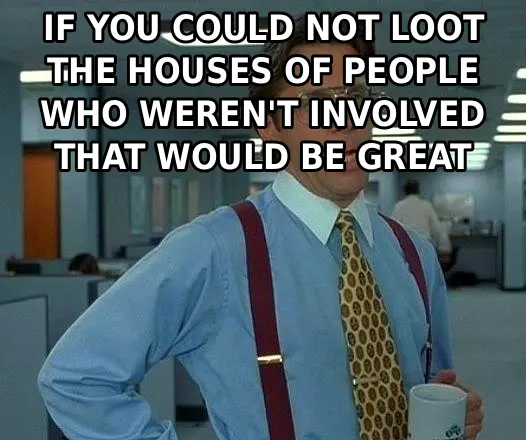 IF YOU COULD NOT LOOT
THE HOUSES OF PEOPLE
WHO WEREN'T INVOLVED
THAT WOULD BE GREAT